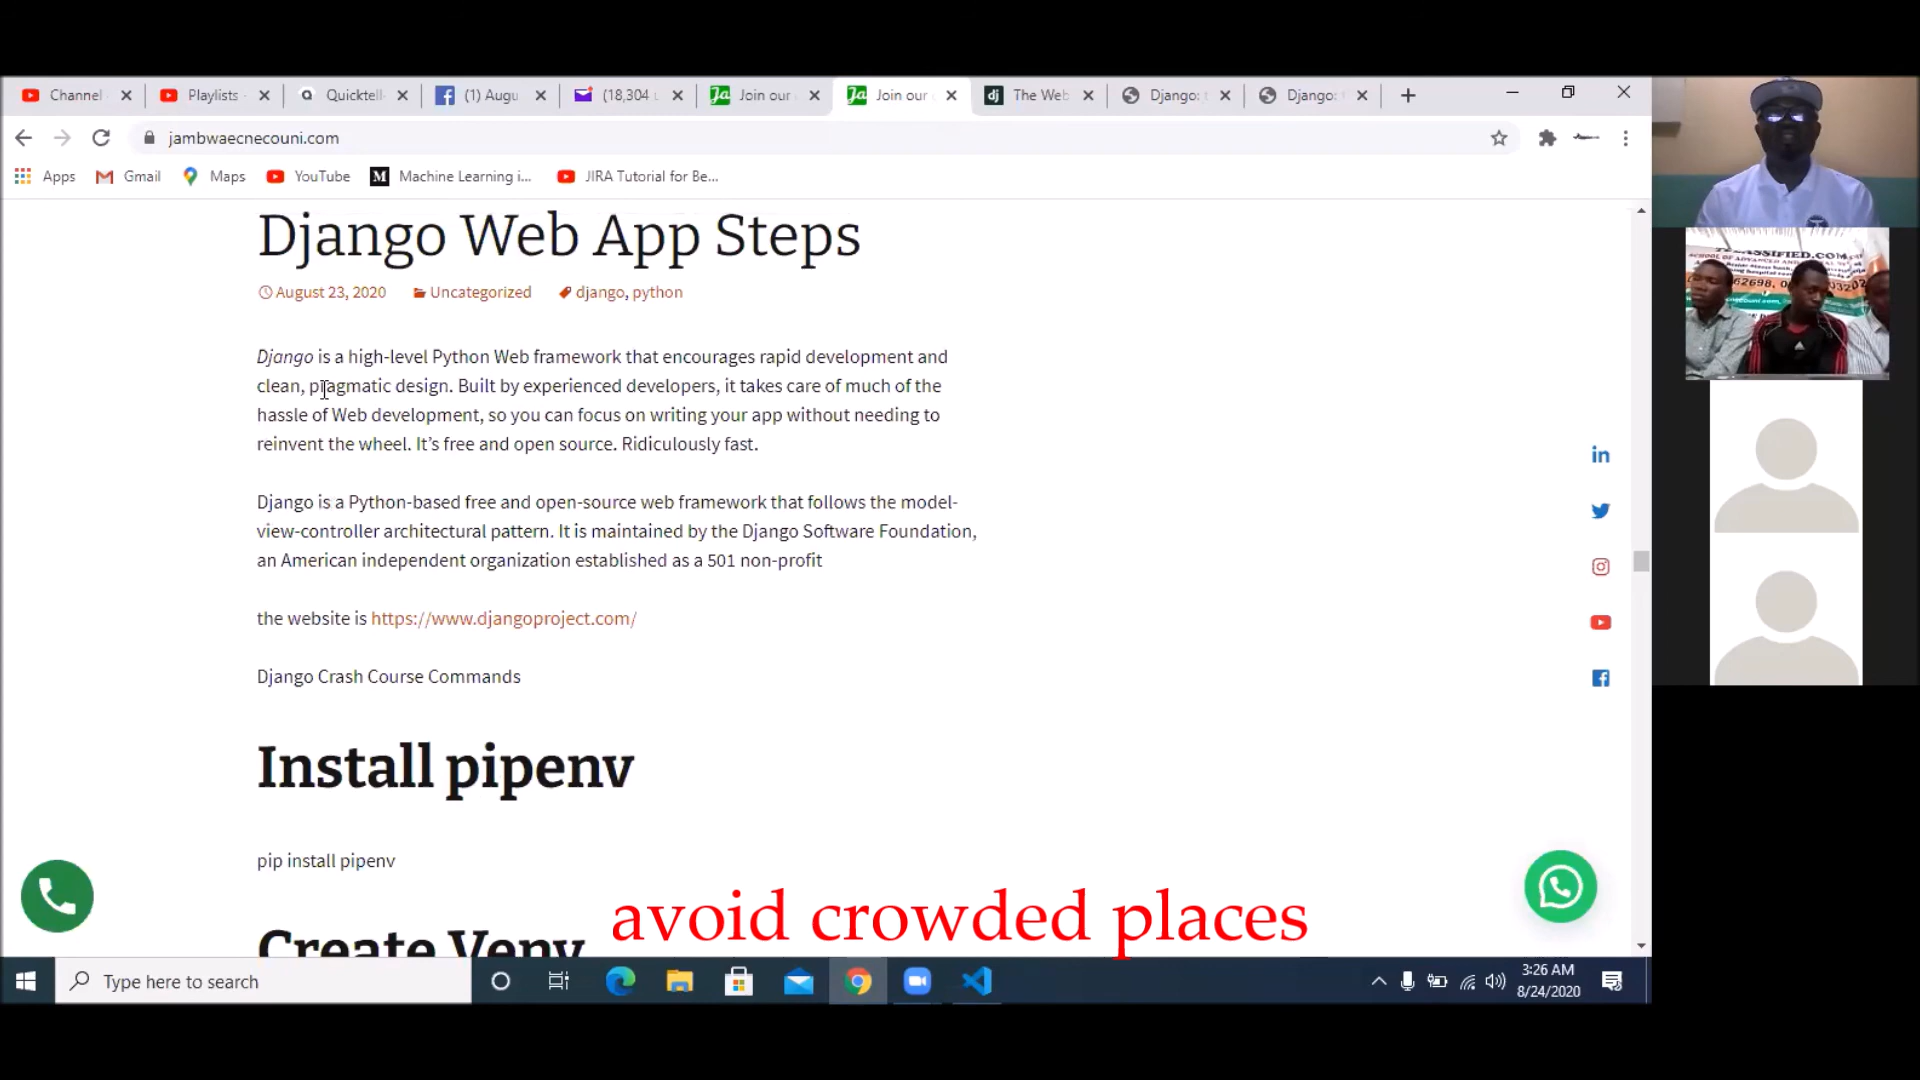 Channel
Playlists
Quicktell
(1) Augu
(18,304 u
Join our
Join our
The Web
Django: t
Django: t
jambwaecnecouni.com
Apps
Gmail
Maps
YouTube
Machine Learning i...
JIRA Tutorial for Be...
Django Web App Steps
August 23, 2020 Uncategorized django, python
Django is a high-level Python Web framework that encourages rapid development and
clean, pragmatic design. Built by experienced developers, it takes care of much of the
hassle of Web development, so you can focus on writing your app without needing to
reinvent the wheel. It’s free and open source. Ridiculously fast.
Django is a Python-based free and open-source web framework that follows the model-
view-controller architectural pattern. It is maintained by the Django Software Foundation,
an American independent organization established as a 501 non-profit
the website is https://www.djangoproject.com/
Django Crash Course Commands
Install pipenv
pip install pipenv
Create Venv
avoid crowded places
Type here to search
3:26 AM
8/24/2020